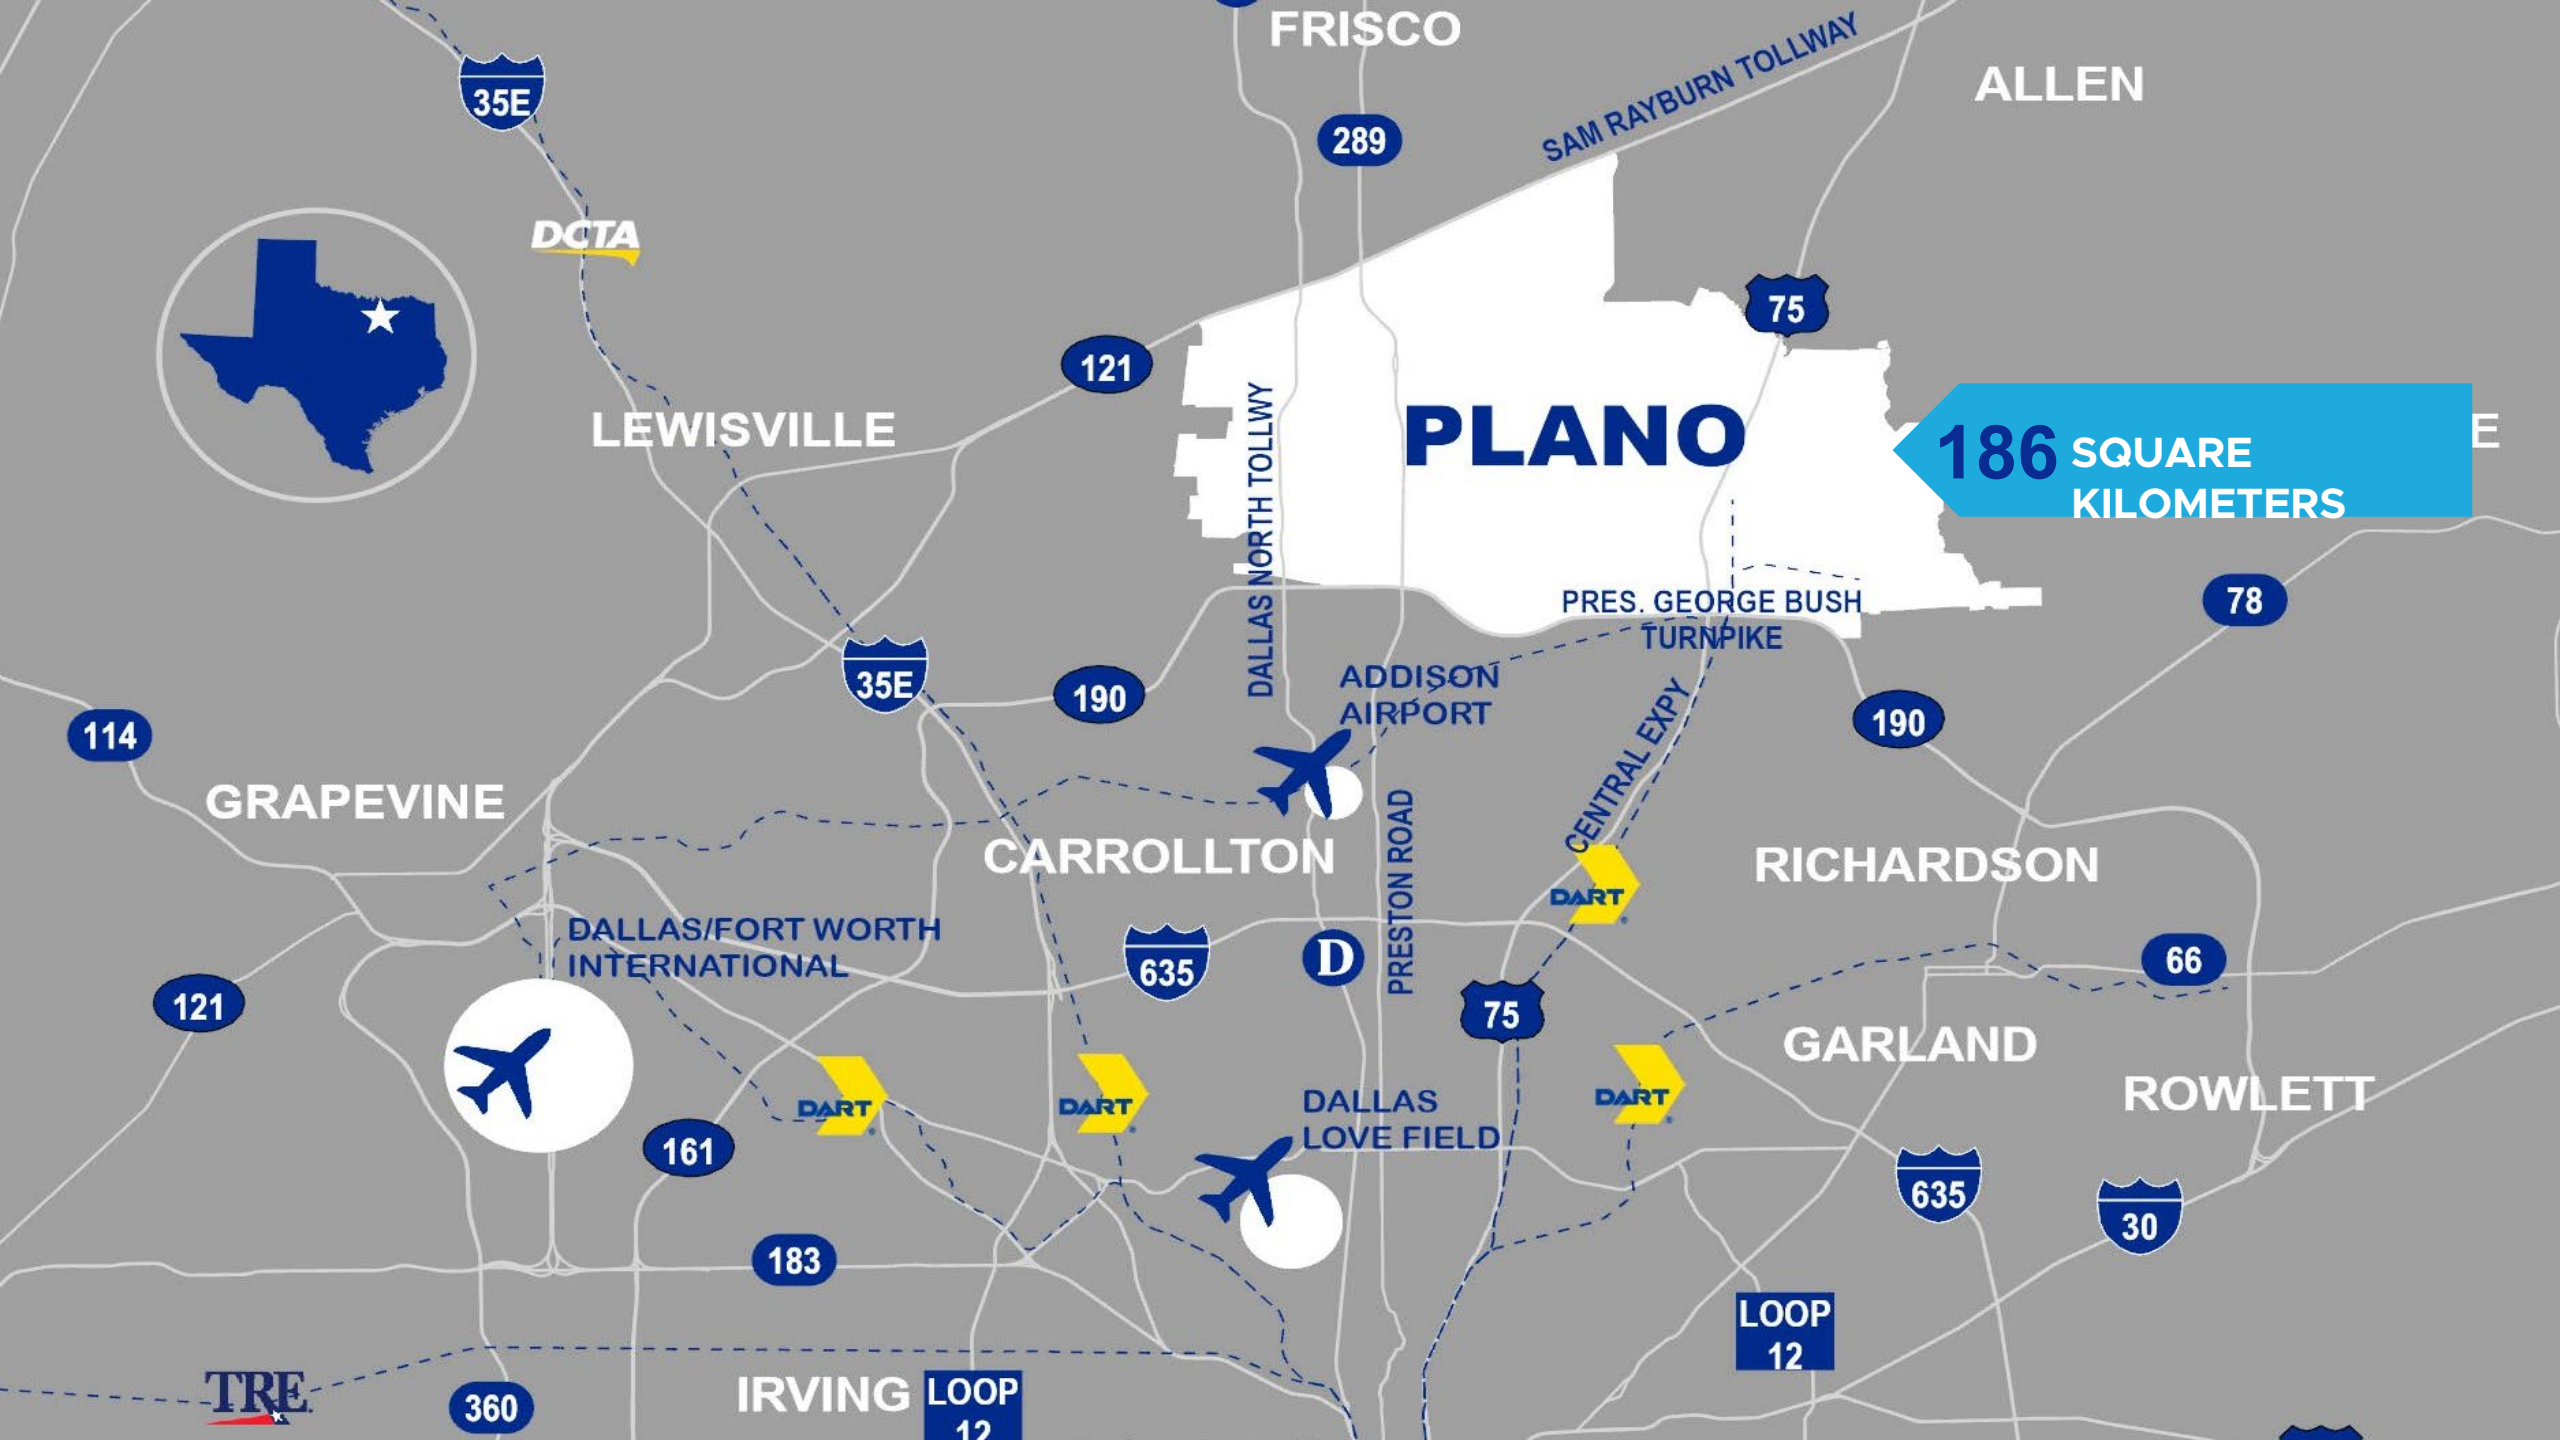 FRISCO
SAM RAYBURN TOLLWAY
ALLEN
35E
289
DCTA
75
121
LEWISVILLE
DALLAS NORTH TOLLWY
PLANO
186 SQUARE
KILOMETERS
E
78
PRES. GEORGE BUSH
TURNPIKE
35E
190
ADDISON
AIRPORT
CENTRAL EXPY
190
114
GRAPEVINE
CARROLLTON
PRESTON ROAD
RICHARDSON
DART
DALLAS/FORT WORTH
INTERNATIONAL
635
D
66
121
75
GARLAND
DART
DART
DART
DALLAS
LOVE FIELD
ROWLETT
161
635
30
183
LOOP
12
TRE
360
IRVING
LOOP
12